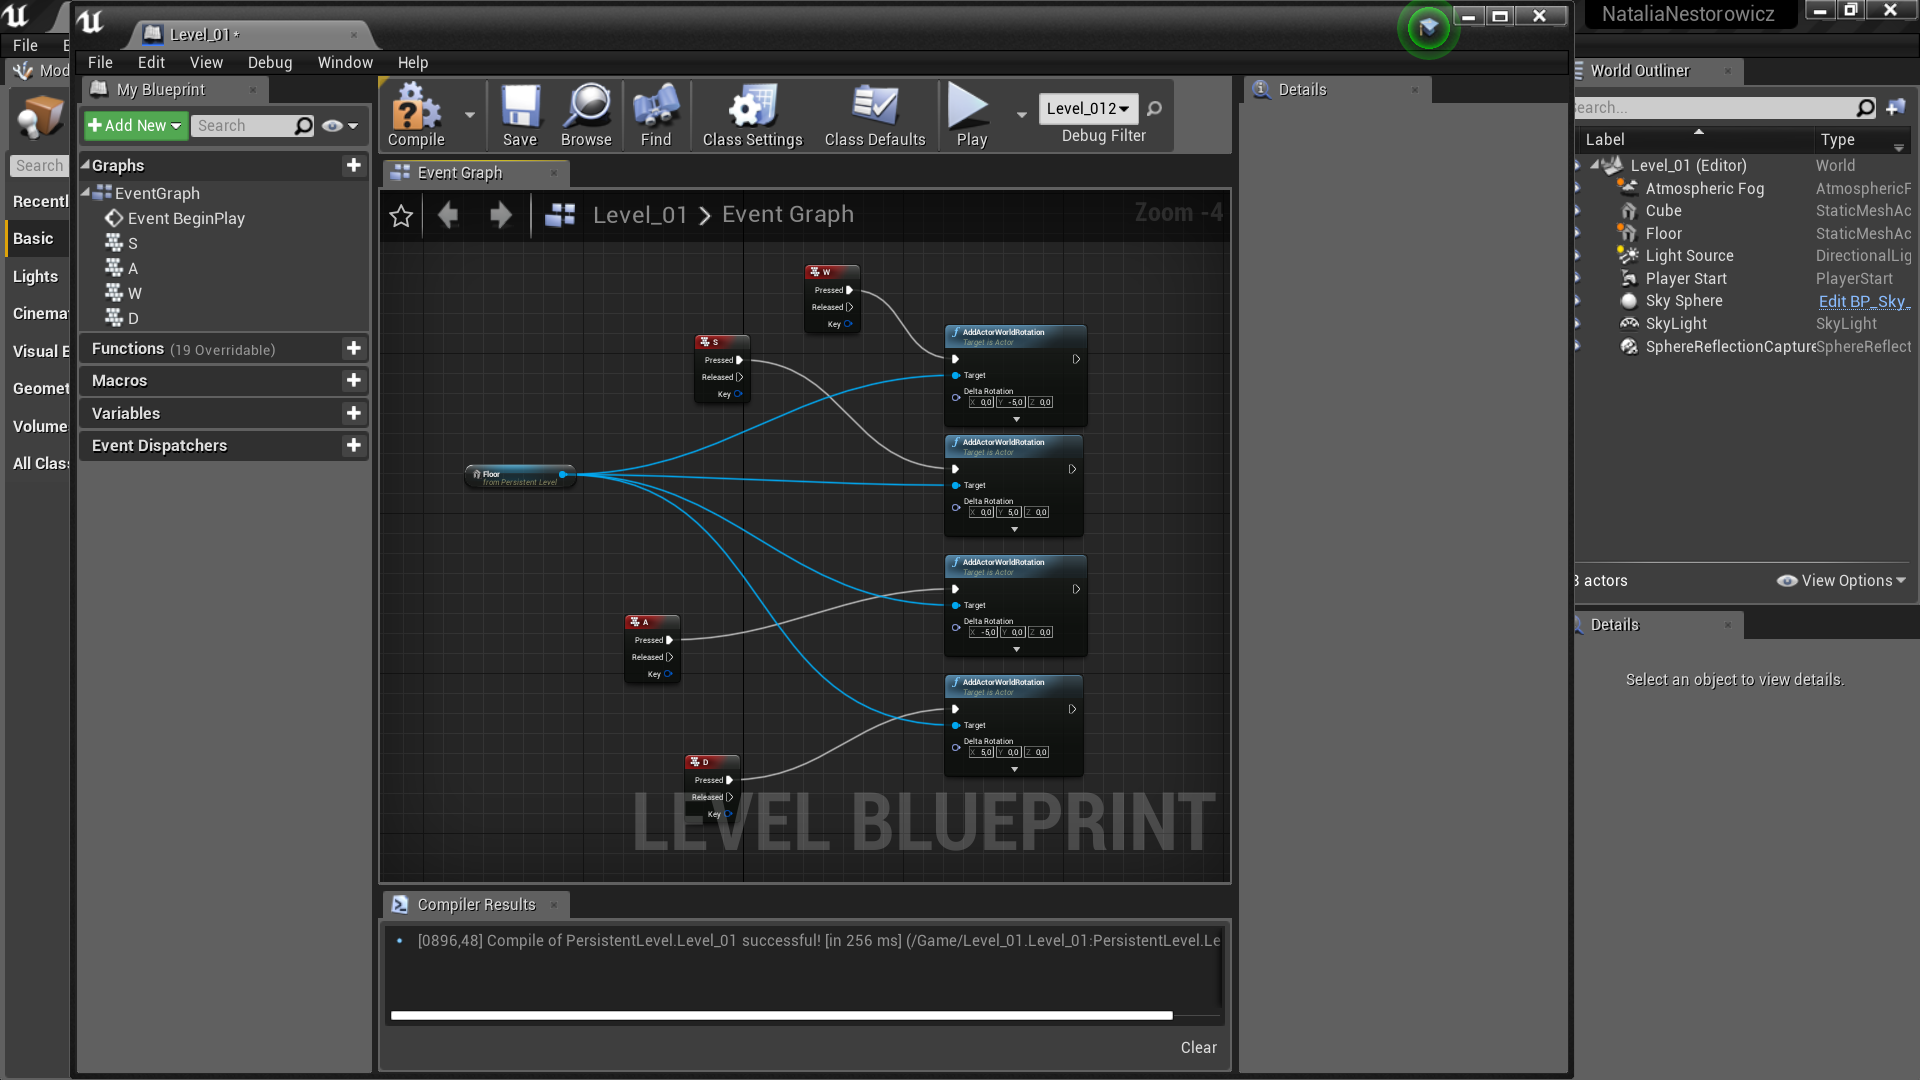 NataliaNestorowicz
File
Level_01*
File Edit View Debug Window Help
My Blueprint
Add New
Search
Graphs
EventGraph
Event BeginPlay
S
A
W
D
Functions (19 Overridable)
Macros
Variables
Event Dispatchers
Mod
Search
Recentl
Basic
Lights
Cinema
Visual E
Geomet
Volume
All Clas
Compile
Save
Browse
Find
Class Settings
Class Defaults
Play
Level_012
Debug Filter
Event Graph
Level_01 > Event Graph
Zoom -4
W
Pressed
Released
Key
S
Pressed
Released
Key
Floor
from Persistent Level
A
Pressed
Released
Key
D
Pressed
Released
Key
AddActorWorldRotation
Target is Actor
Target
Delta Rotation
X 0,0 Y -5,0 Z 0,0
AddActorWorldRotation
Target is Actor
Target
Delta Rotation
X 0,0 Y 5,0 Z 0,0
AddActorWorldRotation
Target is Actor
Target
Delta Rotation
X -5,0 Y 0,0 Z 0,0
AddActorWorldRotation
Target is Actor
Target
Delta Rotation
X 5,0 Y 0,0 Z 0,0
LEVEL BLUEPRINT
Compiler Results
[0896,48] Compile of PersistentLevel.Level_01 successful! [in 256 ms] (/Game/Level_01.Level_01:PersistentLevel.Le
Clear
Details
World Outliner
earch...
Label Type
Level_01 (Editor) World
Atmospheric Fog AtmosphericF
Cube StaticMeshAc
Floor StaticMeshAc
Light Source DirectionalLig
Player Start PlayerStart
Sky Sphere Edit BP_Sky_
SkyLight SkyLight
SphereReflectionCapture SphereReflect
actors
View Options
Details
Select an object to view details.